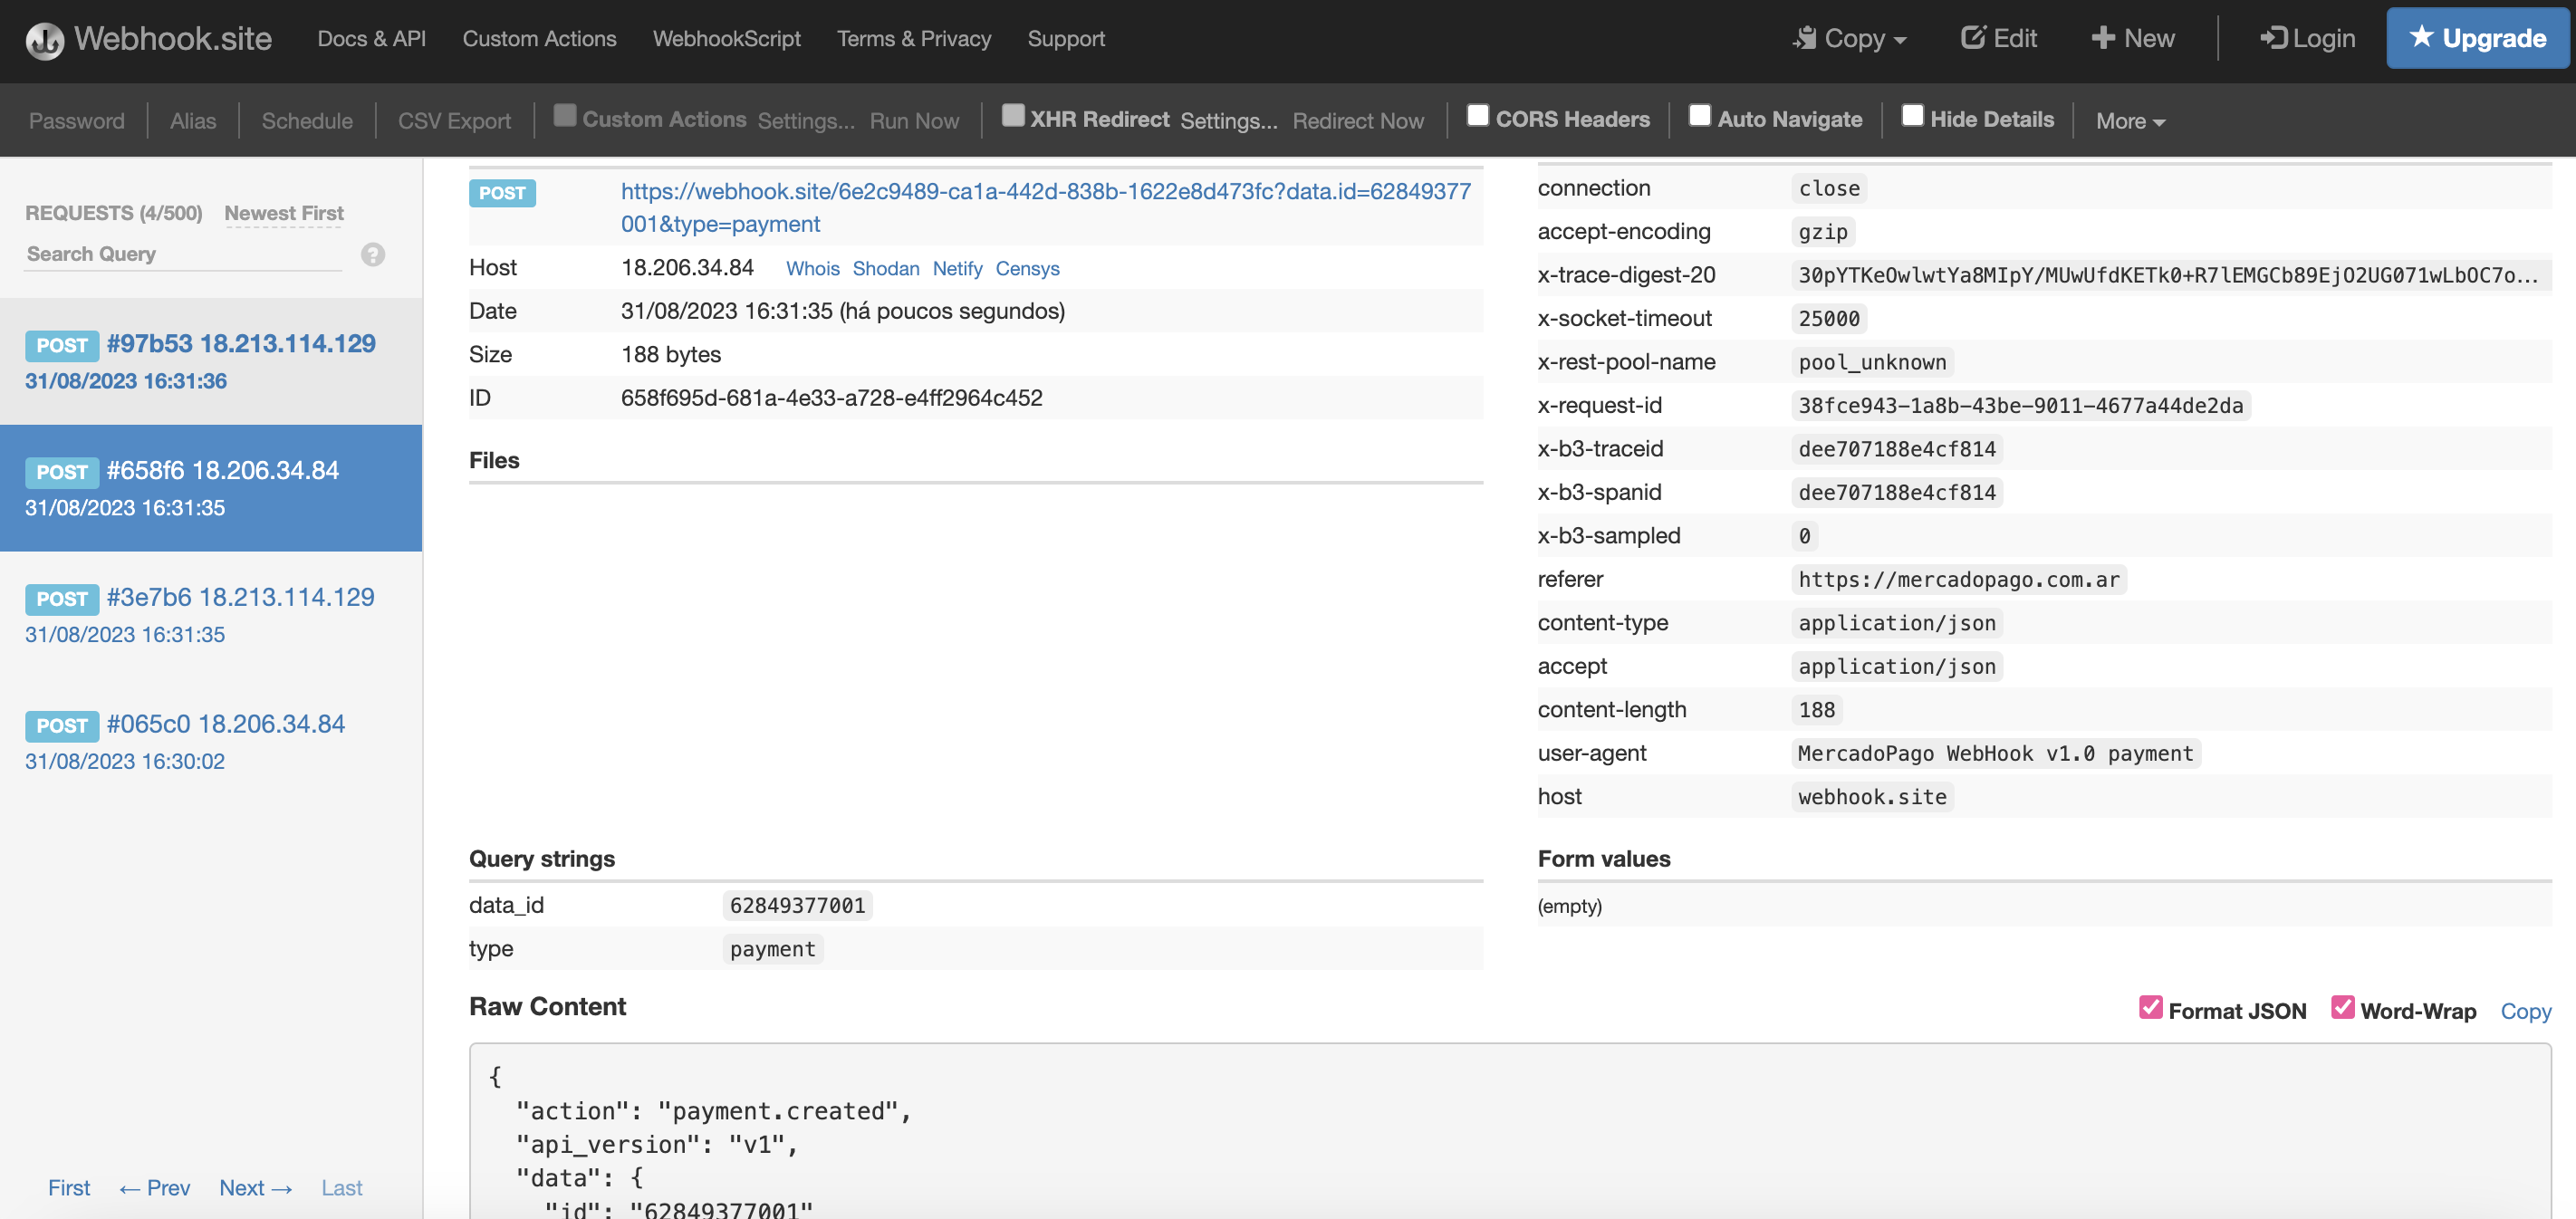 Webhook.site Docs & API Custom Actions WebhookScript Terms & Privacy Support Copy Edit New Login Upgrade
Password Alias Schedule CSV Export Custom Actions Settings... Run Now XHR Redirect Settings... Redirect Now CORS Headers Auto Navigate Hide Details More
REQUESTS (4/500) Newest First
Search Query ?
POST #97b53 18.213.114.129
31/08/2023 16:31:36
POST #658f6 18.206.34.84
31/08/2023 16:31:35
POST #3e7b6 18.213.114.129
31/08/2023 16:31:35
POST #065c0 18.206.34.84
31/08/2023 16:30:02
First ← Prev Next → Last
POST https://webhook.site/6e2c9489-ca1a-442d-838b-1622e8d473fc?data.id=62849377
001&type=payment
Host 18.206.34.84 Whois Shodan Netify Censys
Date 31/08/2023 16:31:35 (há poucos segundos)
Size 188 bytes
ID 658f695d-681a-4e33-a728-e4ff2964c452
Files
connection close
accept-encoding gzip
x-trace-digest-20 30pYTKeOwlwtYa8MIpY/MUwUfdKETk0+R7lEMGCb89EjO2UG071wLbOC7o...
x-socket-timeout 25000
x-rest-pool-name pool_unknown
x-request-id 38fce943-1a8b-43be-9011-4677a44de2da
x-b3-traceid dee707188e4cf814
x-b3-spanid dee707188e4cf814
x-b3-sampled 0
referer https://mercadopago.com.ar
content-type application/json
accept application/json
content-length 188
user-agent MercadoPago WebHook v1.0 payment
host webhook.site
Query strings
data_id 62849377001
type payment
Form values
(empty)
Raw Content Format JSON Word-Wrap Copy
{
"action": "payment.created",
"api_version": "v1",
"data": {
"id": "62849377001"